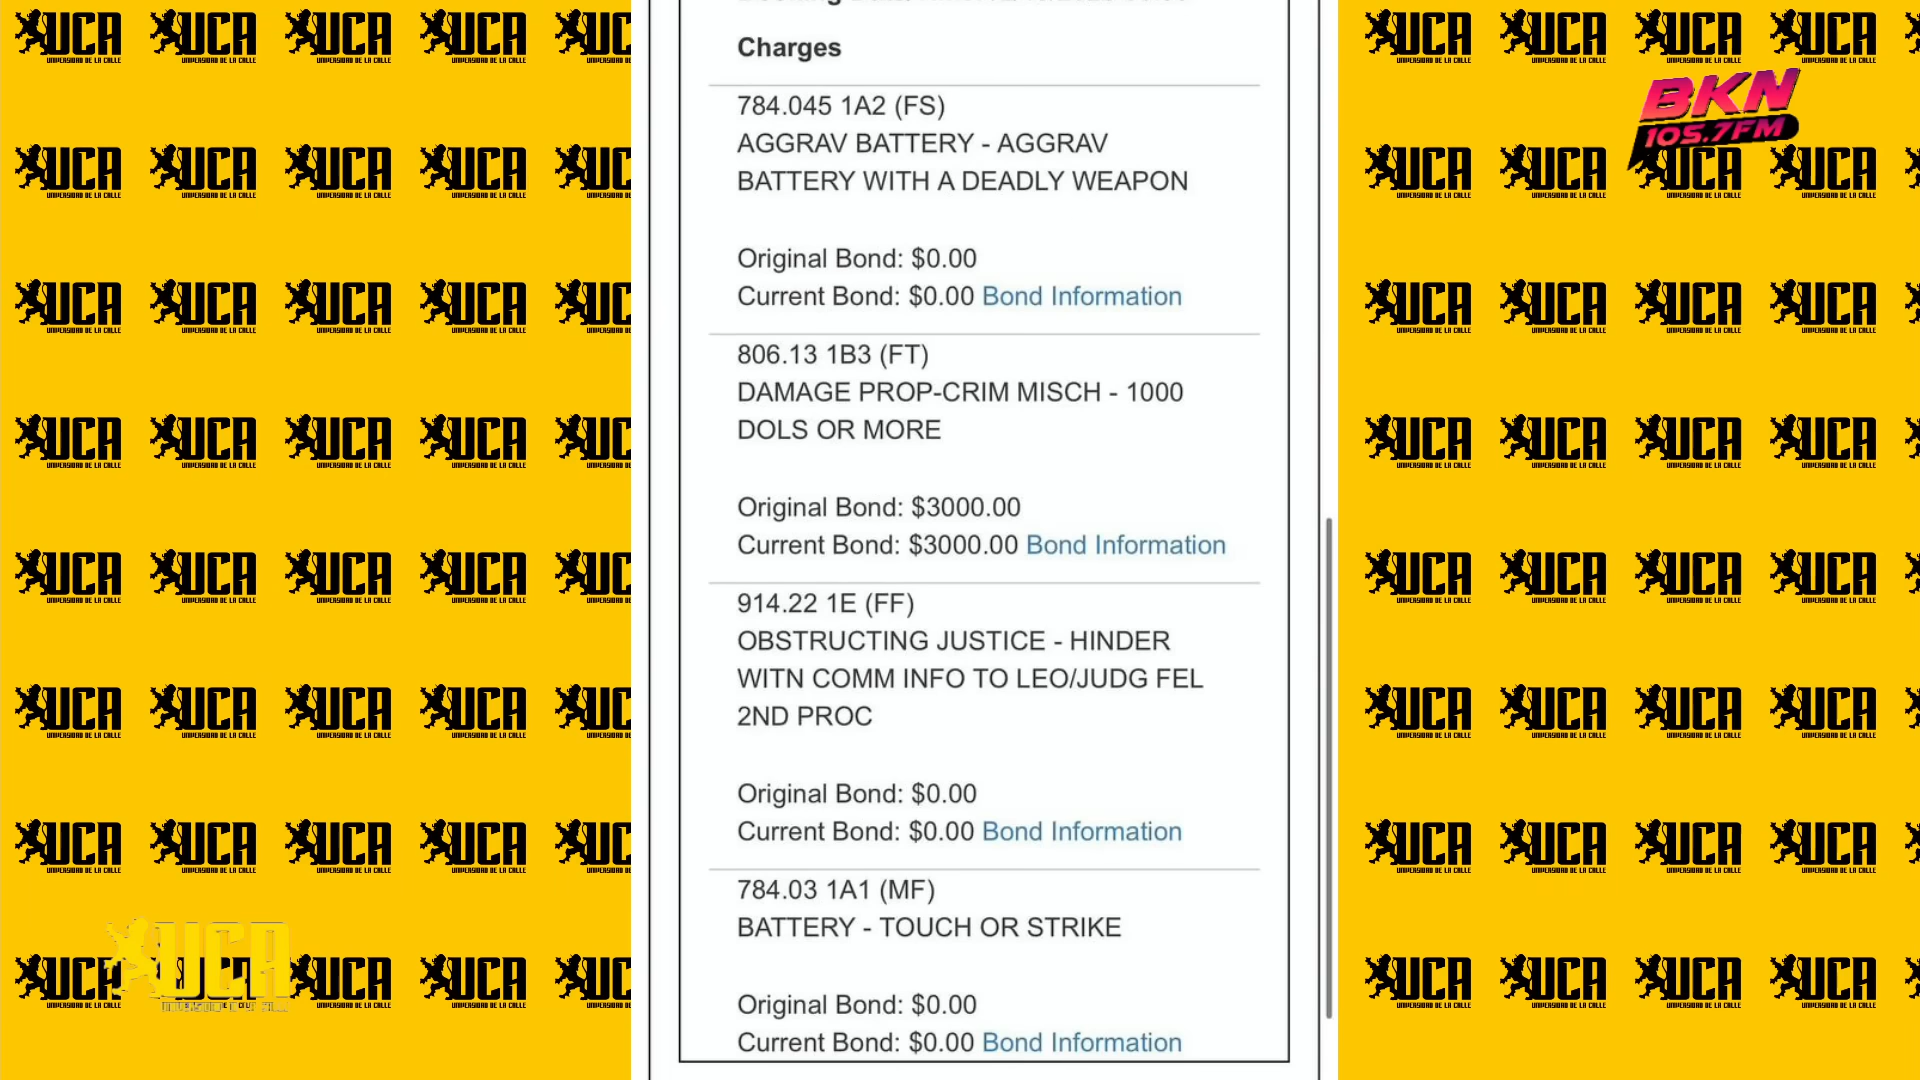 Charges
784.045 1A2 (FS)
AGGRAV BATTERY - AGGRAV
BATTERY WITH A DEADLY WEAPON
Original Bond: $0.00
Current Bond: $0.00 Bond Information
806.13 1B3 (FT)
DAMAGE PROP-CRIM MISCH - 1000
DOLS OR MORE
Original Bond: $3000.00
Current Bond: $3000.00 Bond Information
914.22 1E (FF)
OBSTRUCTING JUSTICE - HINDER
WITN COMM INFO TO LEO/JUDG FEL
2ND PROC
Original Bond: $0.00
Current Bond: $0.00 Bond Information
784.03 1A1 (MF)
BATTERY - TOUCH OR STRIKE
Original Bond: $0.00
Current Bond: $0.00 Bond Information
BKN
105.7FM
UCA
UNIVERSIDAD DE LA CALLE